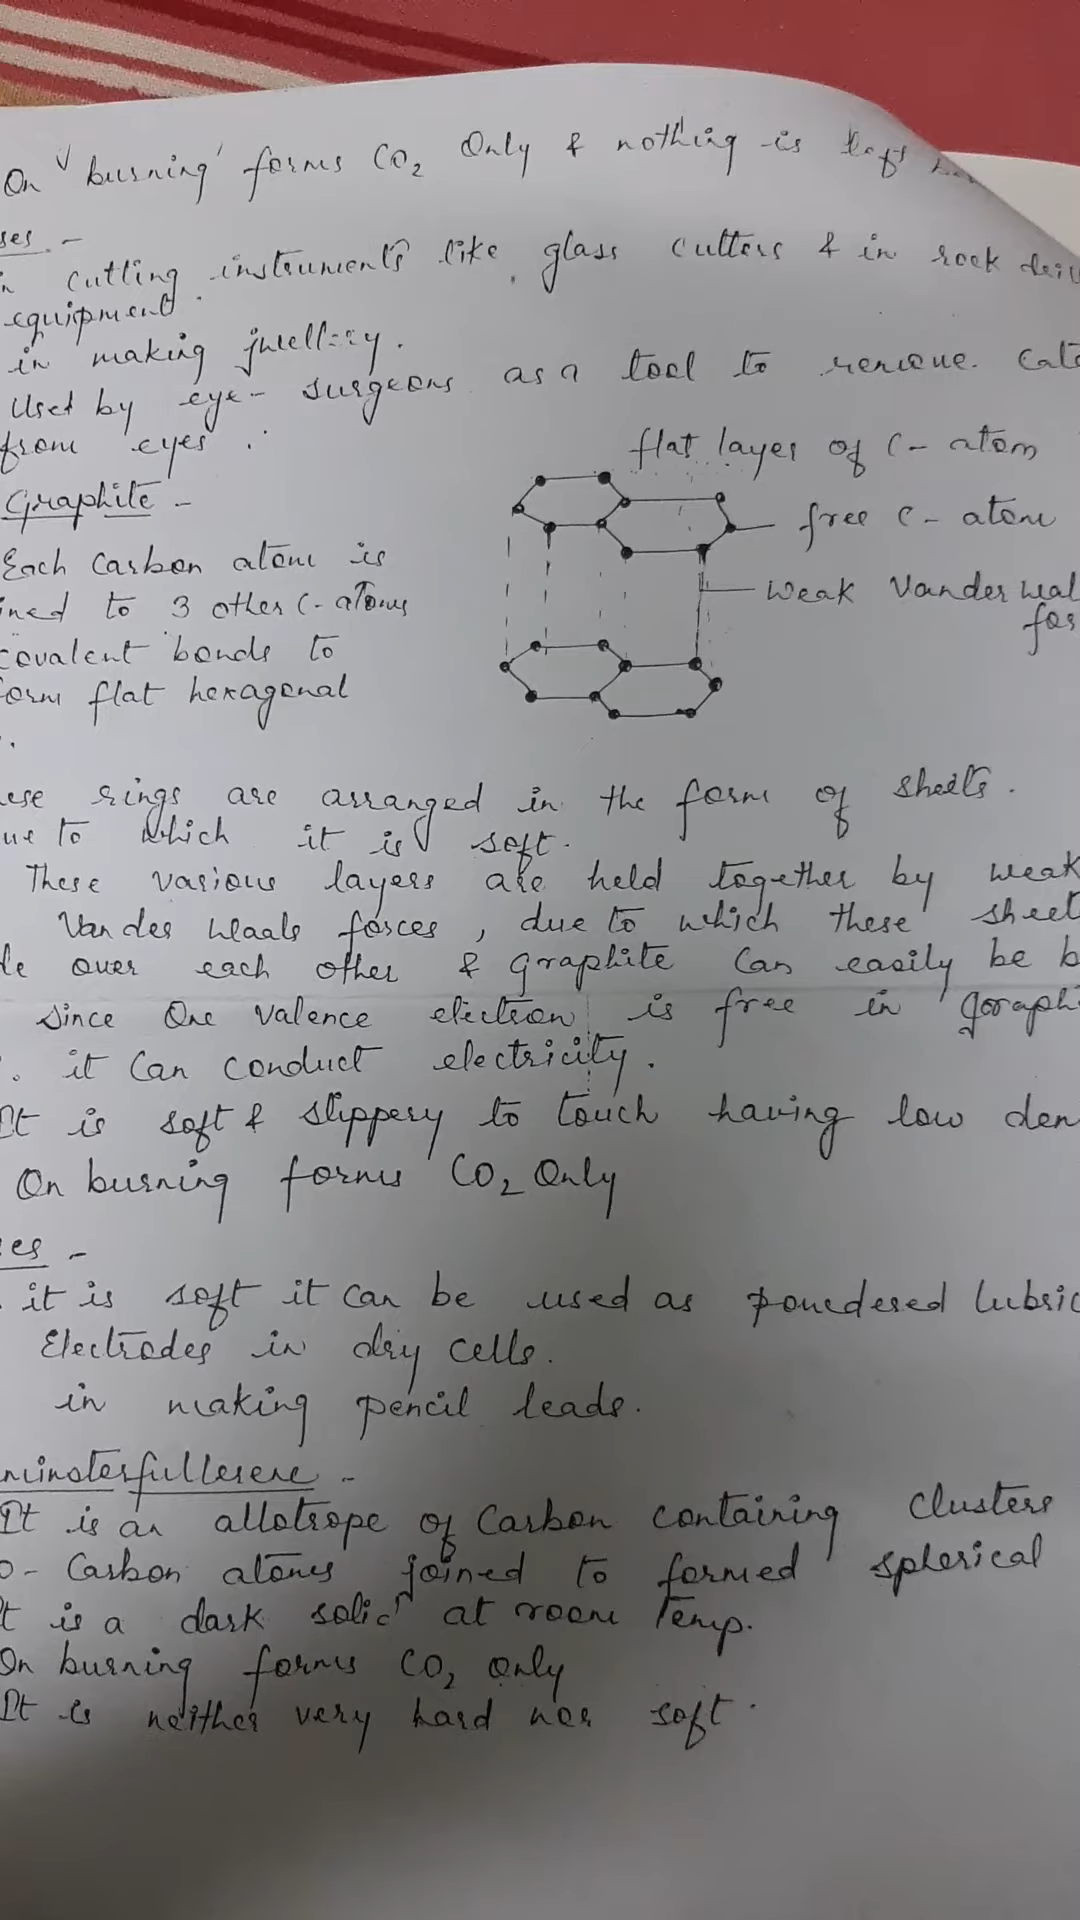 On burning forms CO2 Only & nothing is left
ses -
cutting instruments like glass cutters & in rock
equipment.
in making jwellery.
Used by eye- surgeons as a tool to remove
from eyes.
flat layer of C- atom
Graphite -
free C- atom
Each Carbon atom is
Weak Vander
ined to 3 other C-atoms
covalent bonds to
form flat hexagonal
rings are arranged in the form of sheets.
ue to which it is soft.
These various layers are held together by weak
Vander Waals forces, due to which these sheet
de over each other & graphite can easily be
since One valence electron is free in
it can conduct electricity.
It is soft & slippery to touch having low den
On burning forms CO2 Only
es -
it is soft it can be used as powdered lubric
Electrodes in dry cells.
in making pencil leads.
minsterfullerene -
It is an allotrope of Carbon containing clusters
0- Carbon atoms joined to formed spherical
t is a dark solid at room Temp.
On burning forms CO2 only
It is neither very hard nor soft.